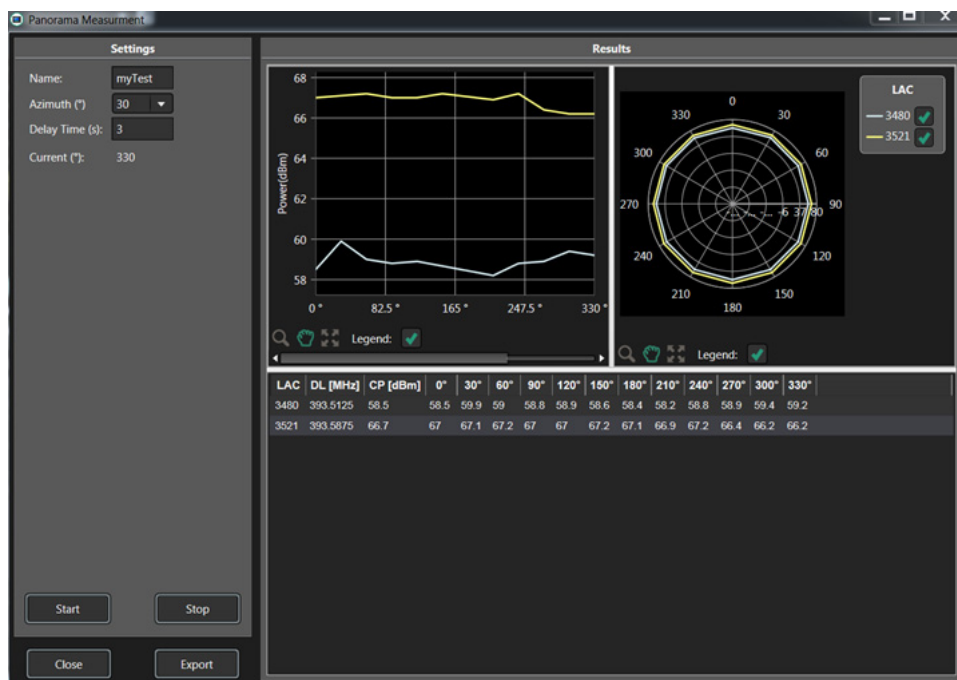 Panorama Measurment
X
Settings
Name: myTest
Azimuth (°) 30
Delay Time (s): 3
Current (°): 330
Start
Stop
Close
Export
Results
Power(dBm)
68
66
64
62
60
58
0 °
82.5 °
165 °
247.5 °
330 °
Legend:
0
30
60
90
120
150
180
210
240
270
300
330
-6 37 80
Legend:
LAC
3480
3521
LAC DL [MHz] CP [dBm] 0° 30° 60° 90° 120° 150° 180° 210° 240° 270° 300° 330°
3480 393.5125 58.5 58.5 59.9 59 58.8 58.9 58.6 58.4 58.2 58.8 58.9 59.4 59.2
3521 393.5875 66.7 67 67.1 67.2 67 67 67.2 67.1 66.9 67.2 66.4 66.2 66.2